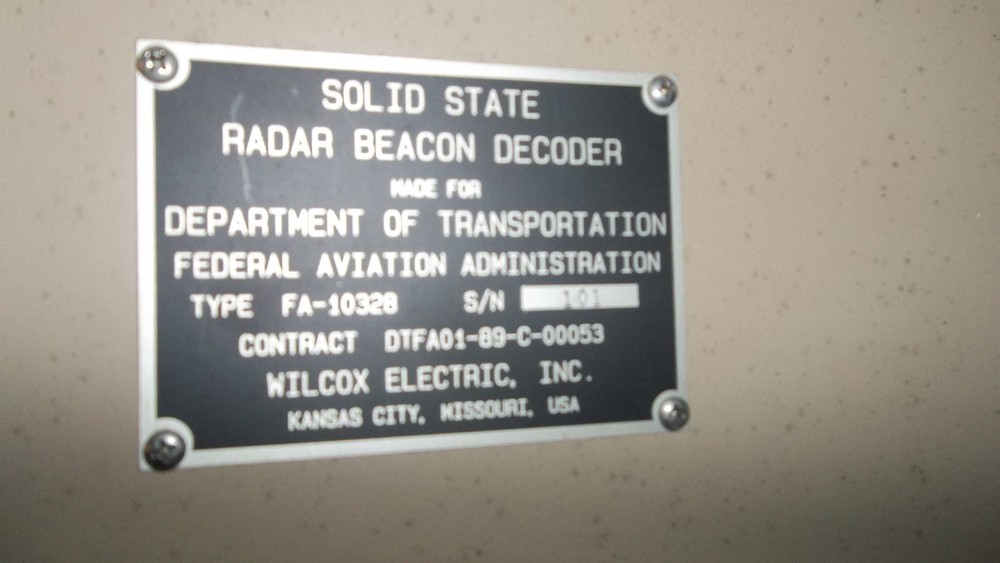 SOLID STATE
RADAR BEACON DECODER
MADE FOR
DEPARTMENT OF TRANSPORTATION
FEDERAL AVIATION ADMINISTRATION
TYPE FA-10328 S/N 101
CONTRACT DTFA01-89-C-00053
WILCOX ELECTRIC, INC.
KANSAS CITY, MISSOURI, USA